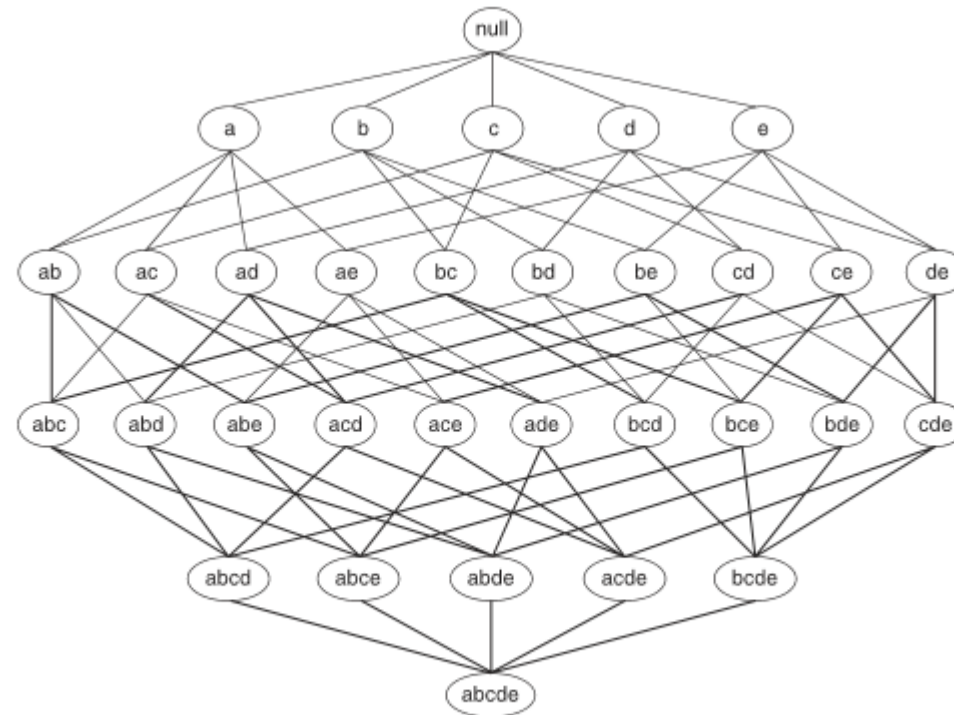 null
a b c d e
ab ac ad ae bc bd be cd ce de
abc abd abe acd ace ade bcd bce bde cde
abcd abce abde acde bcde
abcde